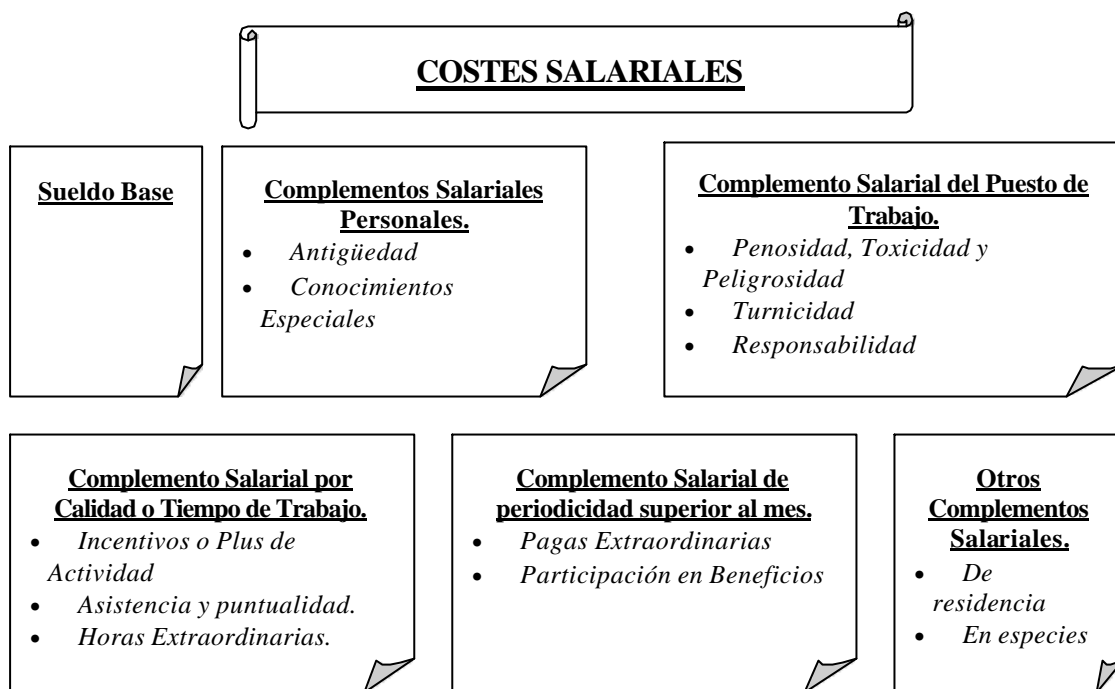 COSTES SALARIALES
Sueldo Base
Complementos Salariales
Personales.
• Antigüedad
• Conocimientos
Especiales
Complemento Salarial del Puesto de
Trabajo.
• Penosidad, Toxicidad y
Peligrosidad
• Turnicidad
• Responsabilidad
Complemento Salarial por
Calidad o Tiempo de Trabajo.
• Incentivos o Plus de
Actividad
• Asistencia y puntualidad.
• Horas Extraordinarias.
Complemento Salarial de
periodicidad superior al mes.
• Pagas Extraordinarias
• Participación en Beneficios
Otros
Complementos
Salariales.
• De
residencia
• En especies